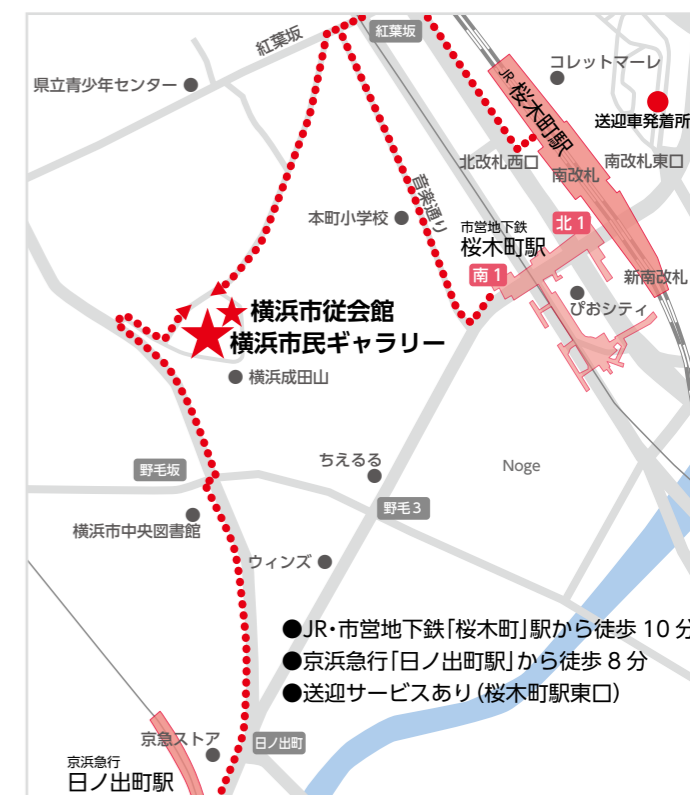 紅葉坂
紅葉坂
県立青少年センター ●
コレットマーレ
JR 桜木町駅
送迎車発着所
北改札西口
南改札
南改札東口
音楽通り
本町小学校 ●
市営地下鉄
桜木町駅
北1
南1
新南改札
ぴおシティ
横浜市従会館
横浜市民ギャラリー
● 横浜成田山
野毛坂
ちえるる
Noge
横浜市中央図書館
野毛3
ウィンズ ●
●JR・市営地下鉄「桜木町」駅から徒歩 10 分
●京浜急行「日ノ出町駅」から徒歩 8 分
●送迎サービスあり(桜木町駅東口)
京急ストア
日ノ出町
京浜急行
日ノ出町駅